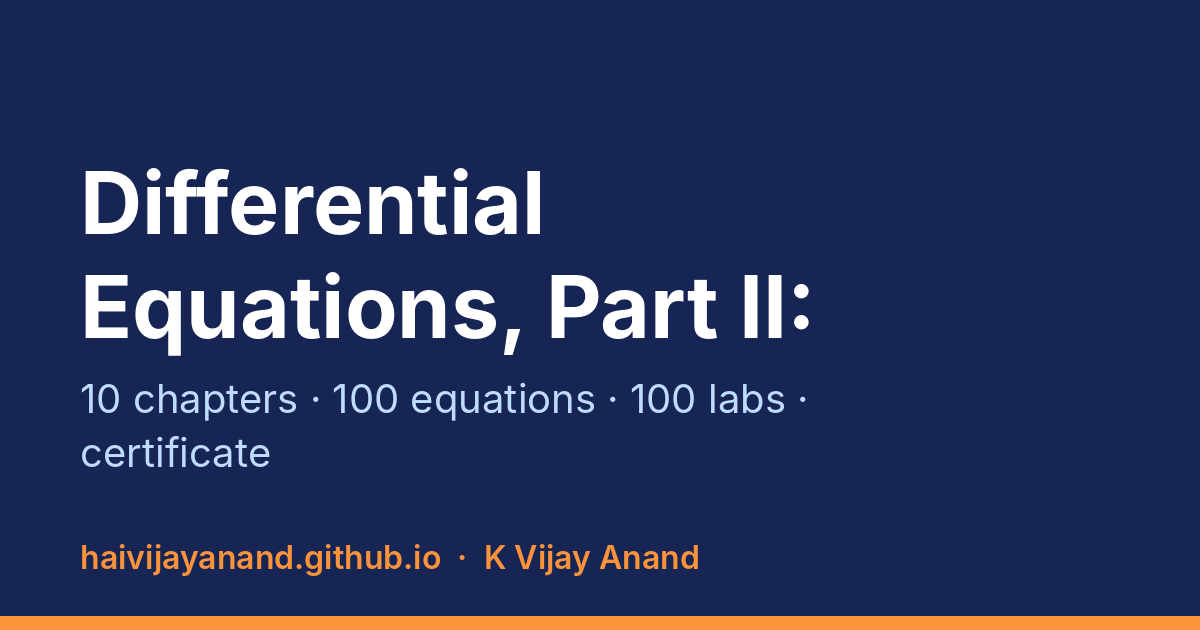 Differential
Equations, Part II:
10 chapters · 100 equations · 100 labs ·
certificate
haivijayanand.github.io · K Vijay Anand